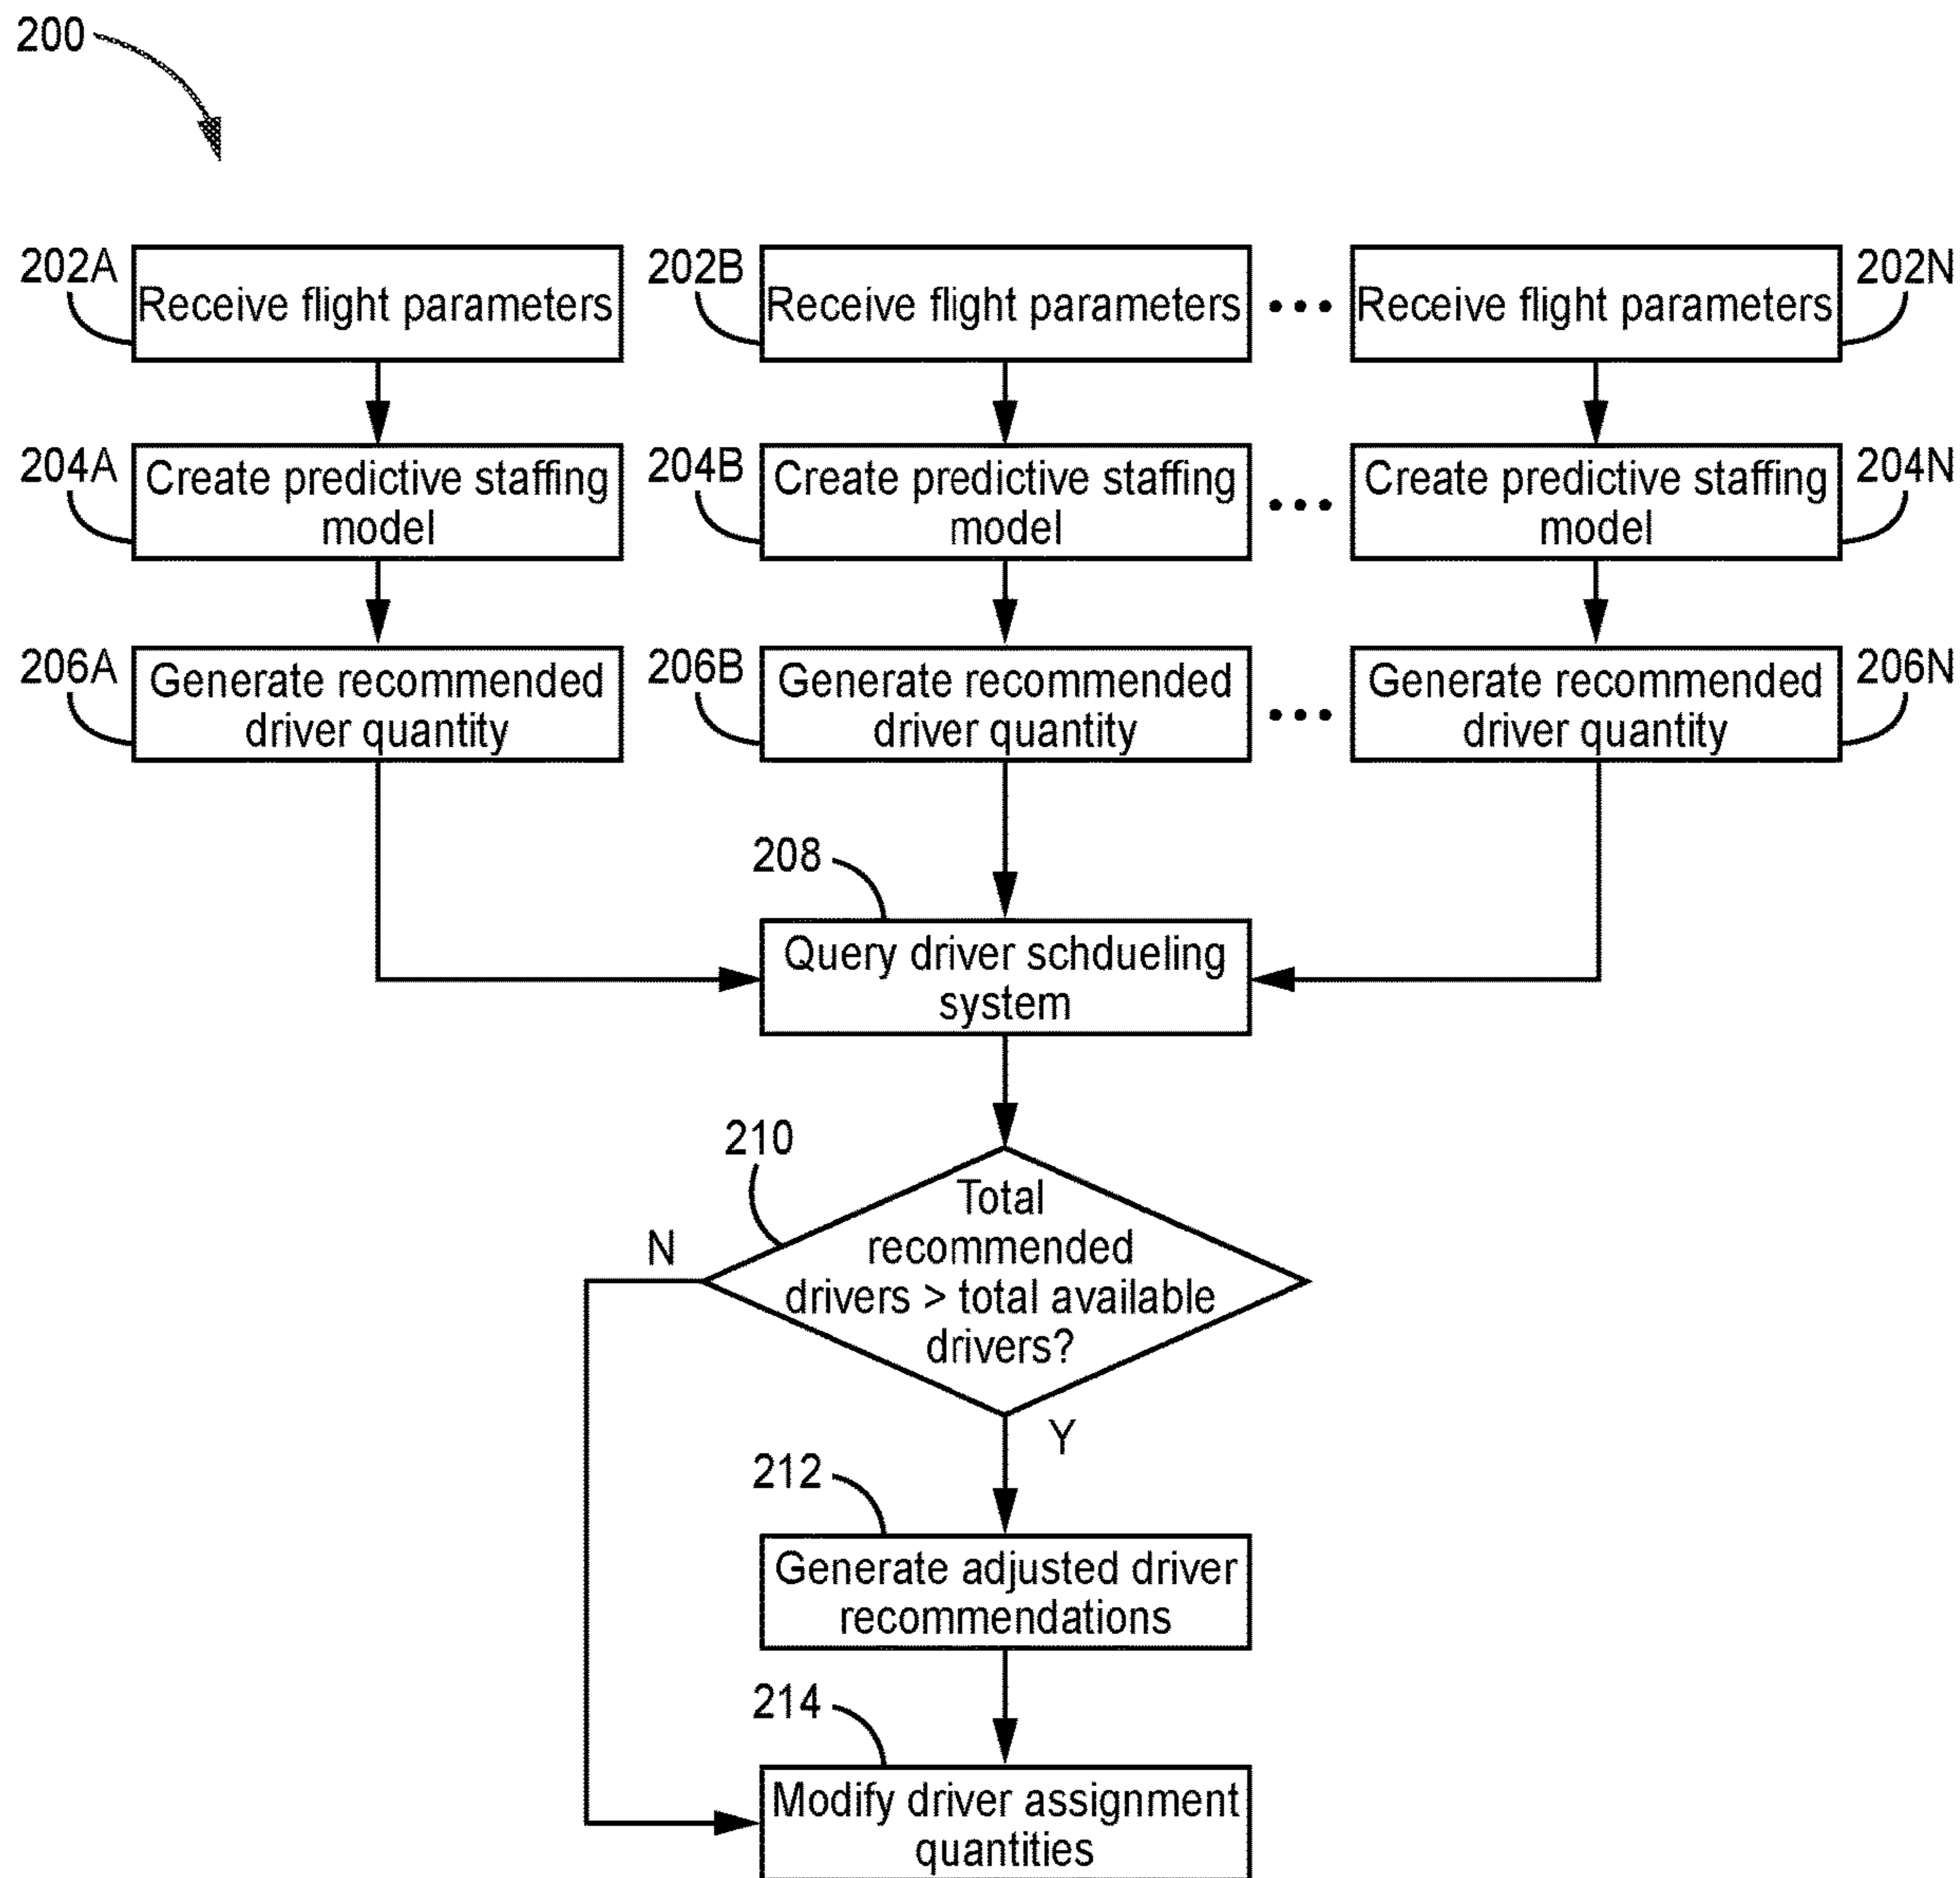 200
202A
Receive flight parameters
202B
Receive flight parameters
•••
Receive flight parameters
202N
204A
Create predictive staffing
model
204B
Create predictive staffing
model
•••
Create predictive staffing
model
204N
206A
Generate recommended
driver quantity
206B
Generate recommended
driver quantity
•••
Generate recommended
driver quantity
206N
208
Query driver schdueling
system
210
Total
recommended
drivers > total available
drivers?
N
Y
212
Generate adjusted driver
recommendations
214
Modify driver assignment
quantities